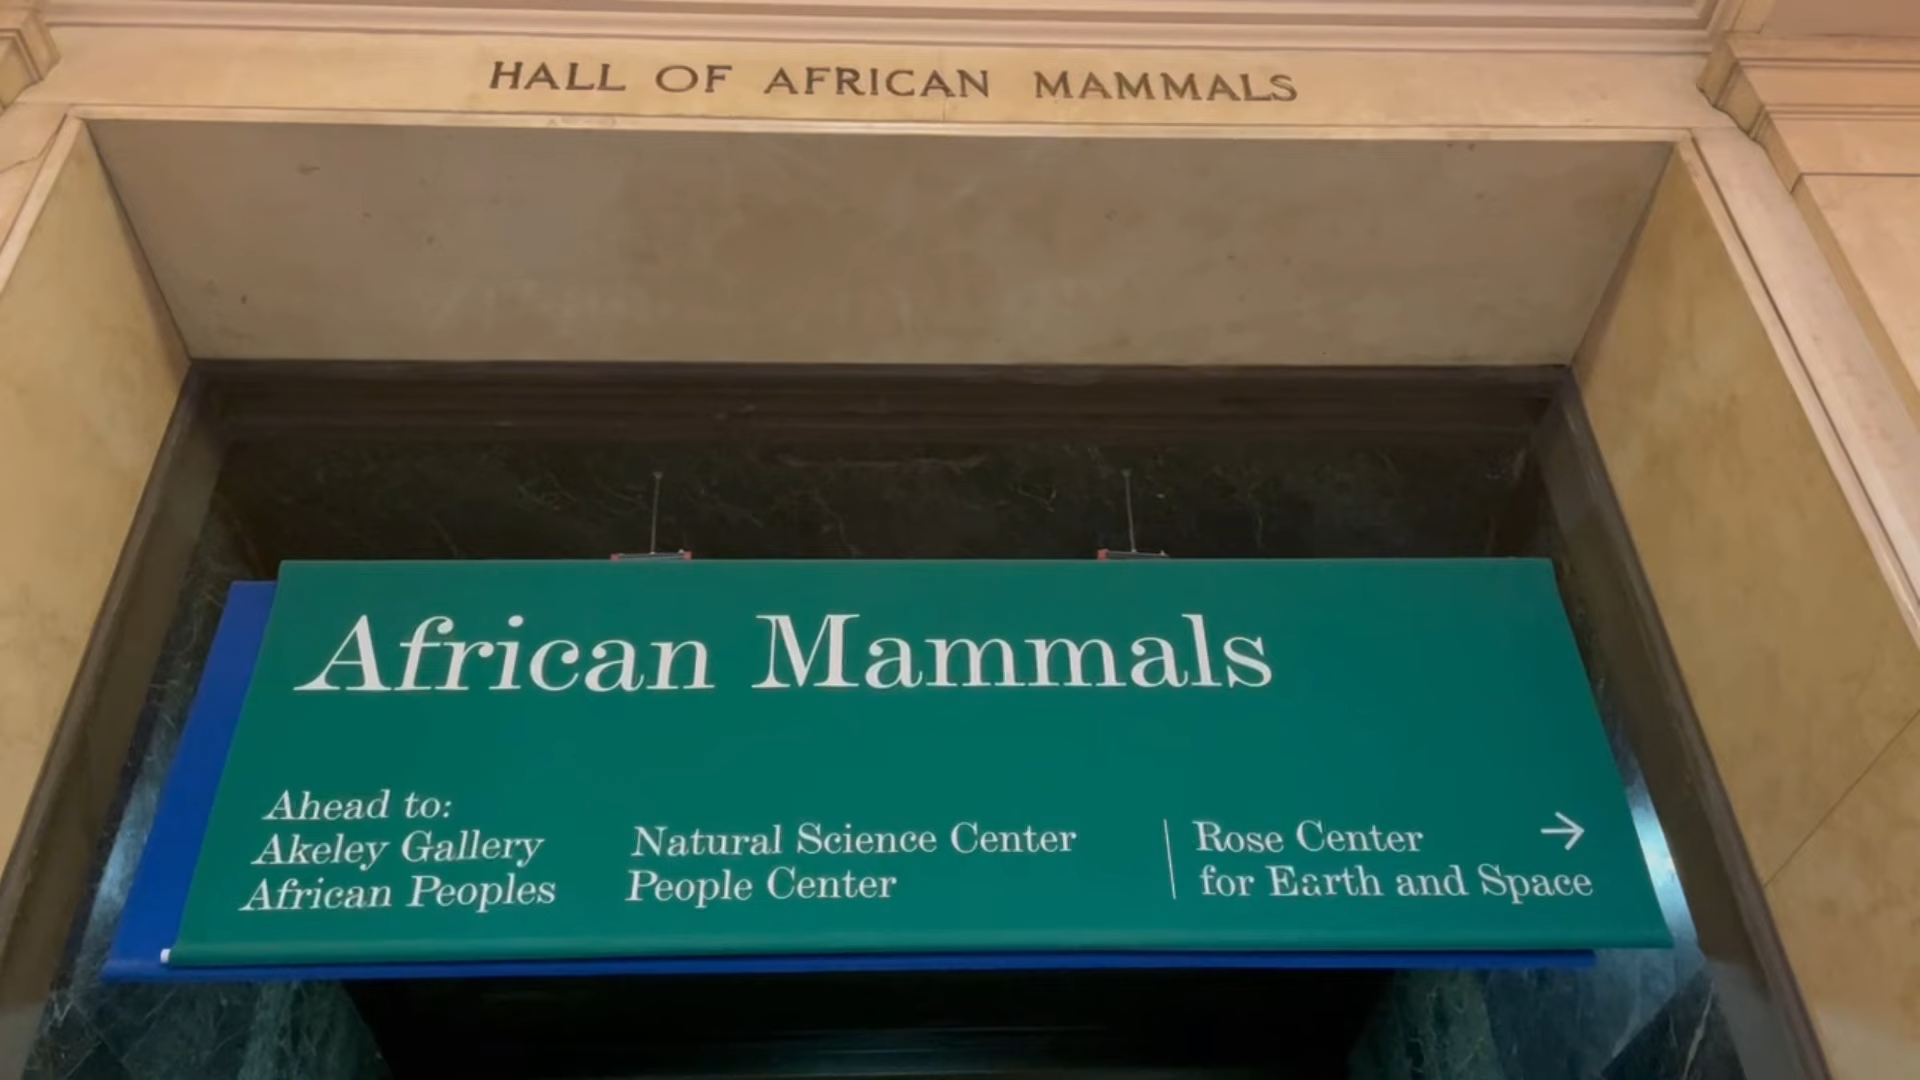 HALL OF AFRICAN MAMMALS
African Mammals
Ahead to:
Akeley Gallery
African Peoples
Natural Science Center
People Center
Rose Center →
for Earth and Space